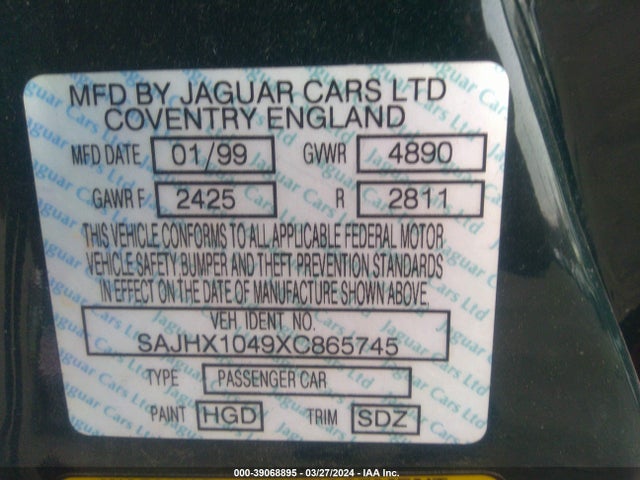 MFD BY JAGUAR CARS LTD
COVENTRY ENGLAND
MFD DATE 01/99 GVWR 4890
GAWR F 2425 R 2811
THIS VEHICLE CONFORMS TO ALL APPLICABLE FEDERAL MOTOR
VEHICLE SAFETY, BUMPER AND THEFT PREVENTION STANDARDS
IN EFFECT ON THE DATE OF MANUFACTURE SHOWN ABOVE.
VEH. IDENT. NO.
SAJHX1049XC865745
TYPE PASSENGER CAR
PAINT HGD TRIM SDZ
000-39068895 - 03/27/2024 - IAA Inc.